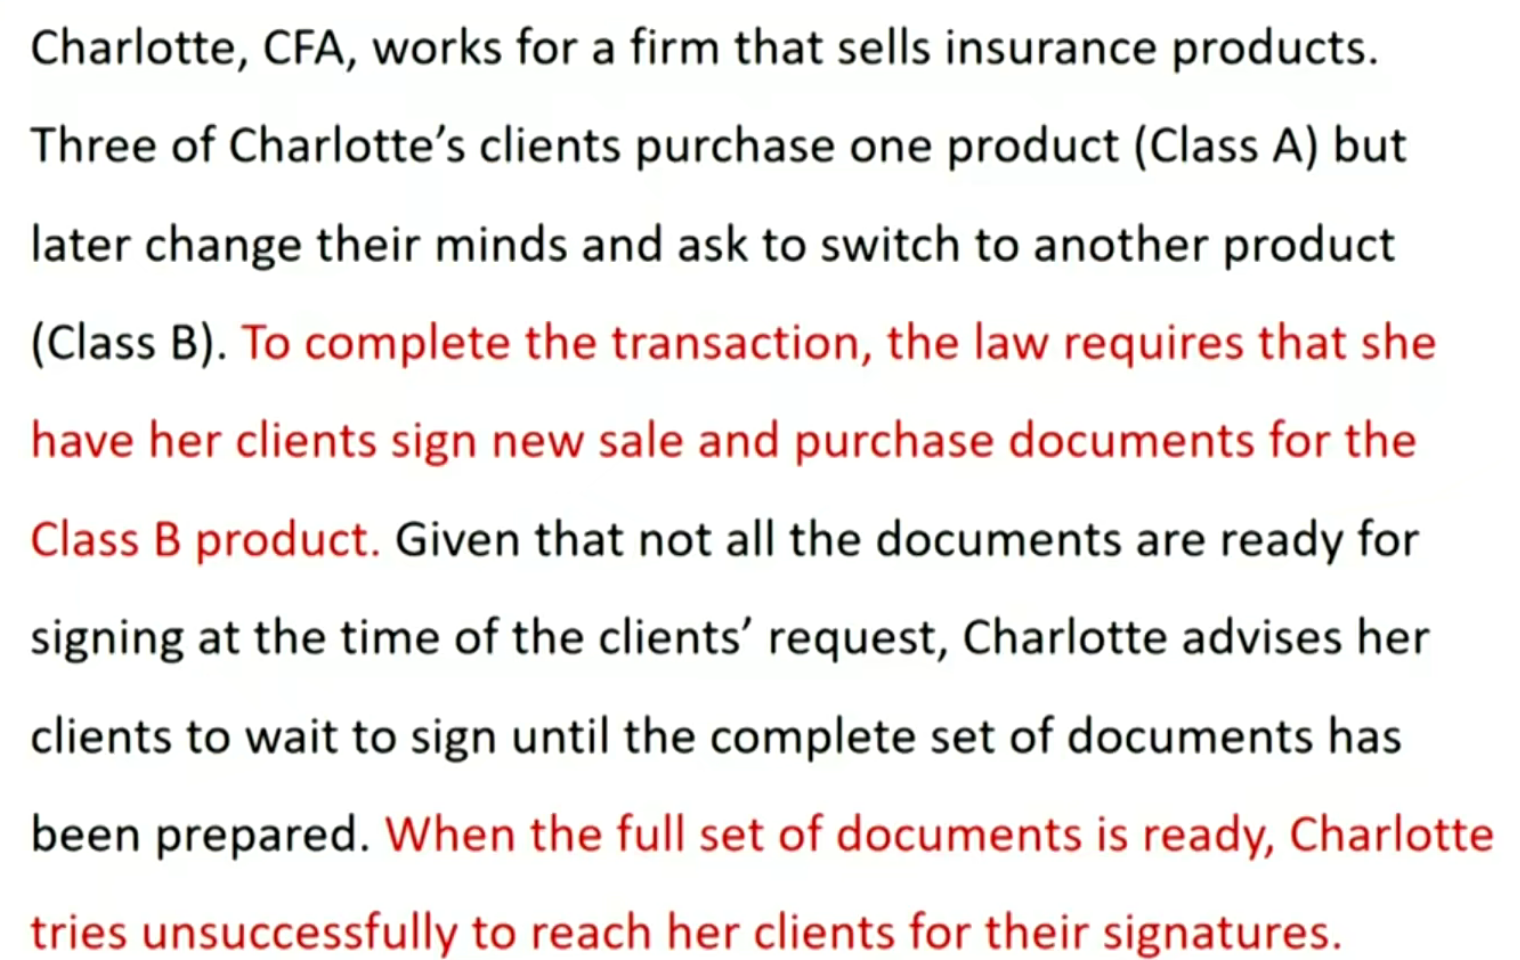 Charlotte, CFA, works for a firm that sells insurance products.
Three of Charlotte’s clients purchase one product (Class A) but
later change their minds and ask to switch to another product
(Class B). To complete the transaction, the law requires that she
have her clients sign new sale and purchase documents for the
Class B product. Given that not all the documents are ready for
signing at the time of the clients’ request, Charlotte advises her
clients to wait to sign until the complete set of documents has
been prepared. When the full set of documents is ready, Charlotte
tries unsuccessfully to reach her clients for their signatures.